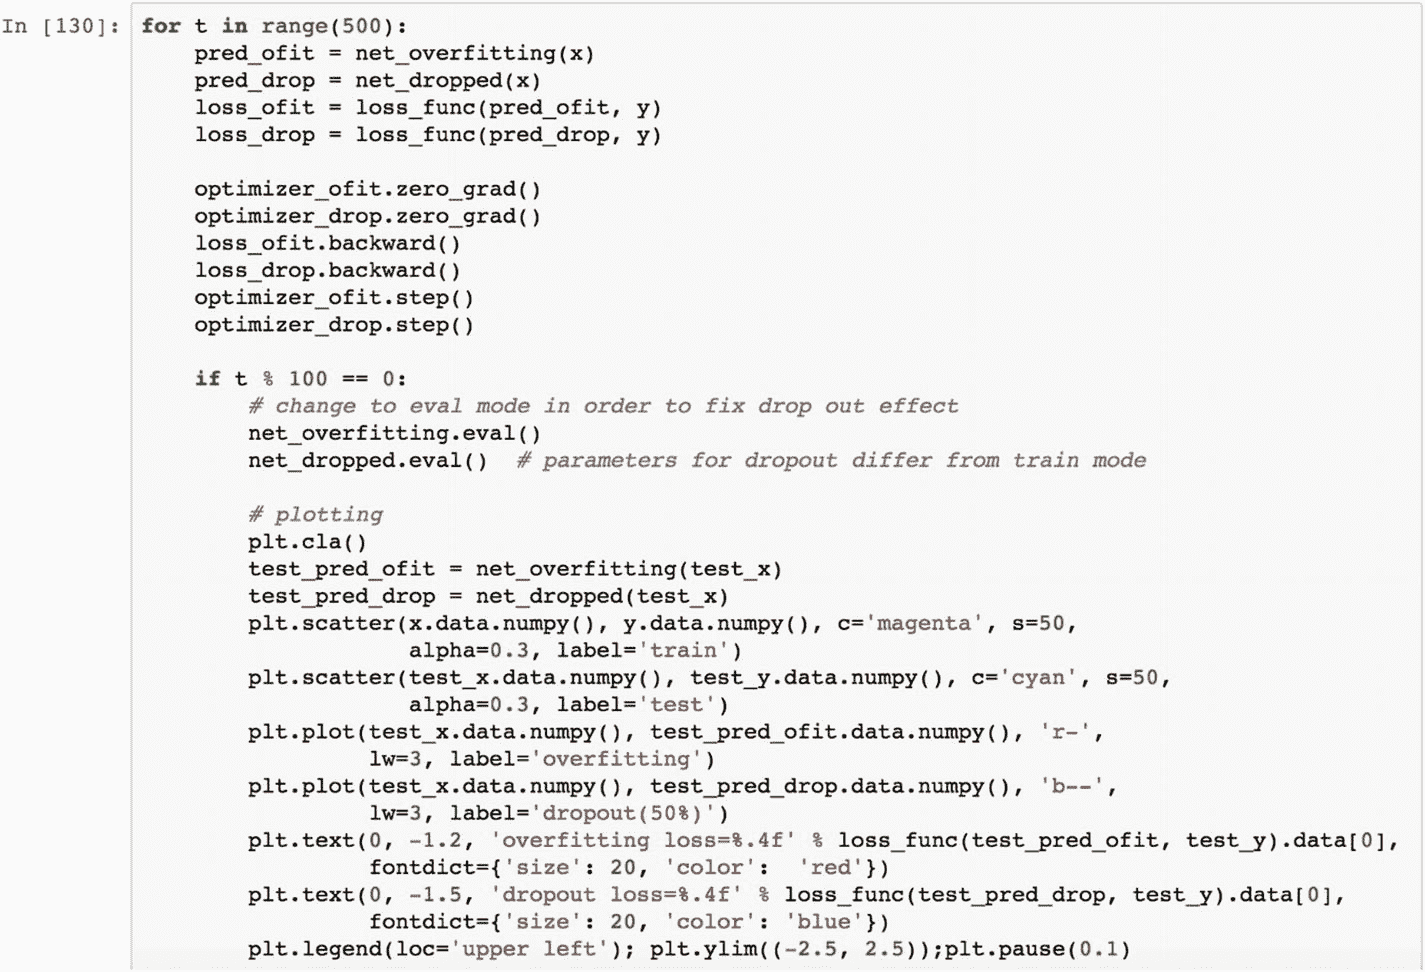 In [130]: for t in range(500):
pred_ofit = net_overfitting(x)
pred_drop = net_dropped(x)
loss_ofit = loss_func(pred_ofit, y)
loss_drop = loss_func(pred_drop, y)
optimizer_ofit.zero_grad()
optimizer_drop.zero_grad()
loss_ofit.backward()
loss_drop.backward()
optimizer_ofit.step()
optimizer_drop.step()
if t % 100 == 0:
# change to eval mode in order to fix drop out effect
net_overfitting.eval()
net_dropped.eval()  # parameters for dropout differ from train mode
# plotting
plt.cla()
test_pred_ofit = net_overfitting(test_x)
test_pred_drop = net_dropped(test_x)
plt.scatter(x.data.numpy(), y.data.numpy(), c='magenta', s=50,
alpha=0.3, label='train')
plt.scatter(test_x.data.numpy(), test_y.data.numpy(), c='cyan', s=50,
alpha=0.3, label='test')
plt.plot(test_x.data.numpy(), test_pred_ofit.data.numpy(), 'r-',
lw=3, label='overfitting')
plt.plot(test_x.data.numpy(), test_pred_drop.data.numpy(), 'b--',
lw=3, label='dropout(50%)')
plt.text(0, -1.2, 'overfitting loss=%.4f' % loss_func(test_pred_ofit, test_y).data[0],
fontdict={'size': 20, 'color':  'red'})
plt.text(0, -1.5, 'dropout loss=%.4f' % loss_func(test_pred_drop, test_y).data[0],
fontdict={'size': 20, 'color': 'blue'})
plt.legend(loc='upper left'); plt.ylim((-2.5, 2.5));plt.pause(0.1)